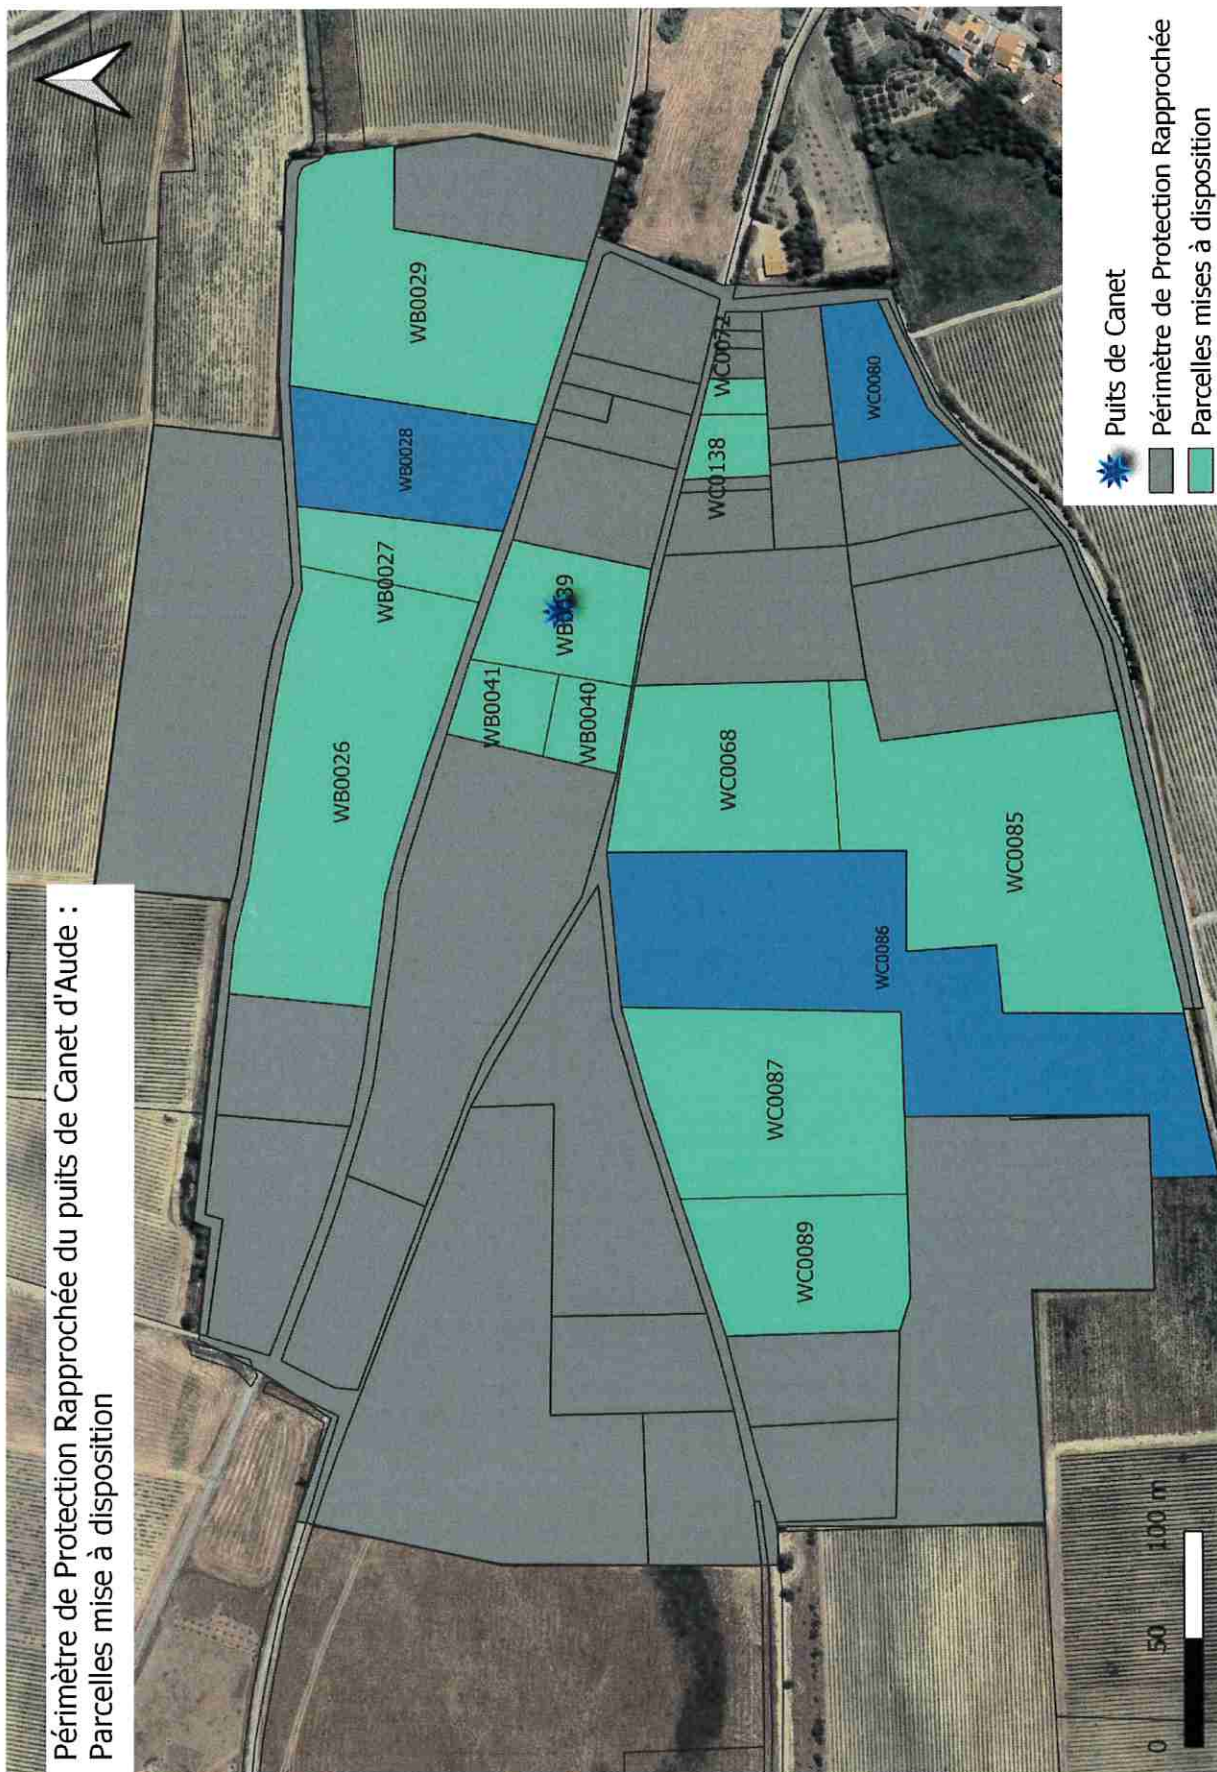 Périmètre de Protection Rapprochée du puits de Canet d'Aude :
Parcelles mise à disposition
WB0029
WB0028
WB0027
WB0026
WB0041
WB0040
WC0072
WC0138
WC0080
WC0068
WC0085
WC0086
WC0087
WC0089
Puits de Canet
Périmètre de Protection Rapprochée
Parcelles mises à disposition
0 50 100 m